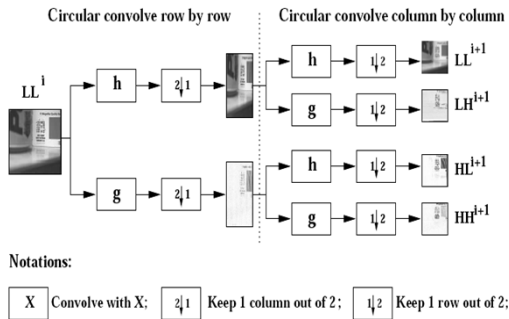 Circular convolve row by row
Circular convolve column by column
LL^i
h
2↓1
h
1↓2
LL^i+1
g
1↓2
LH^i+1
g
2↓1
h
1↓2
HL^i+1
g
1↓2
HH^i+1
Notations:
X Convolve with X;
2↓1 Keep 1 column out of 2;
1↓2 Keep 1 row out of 2;